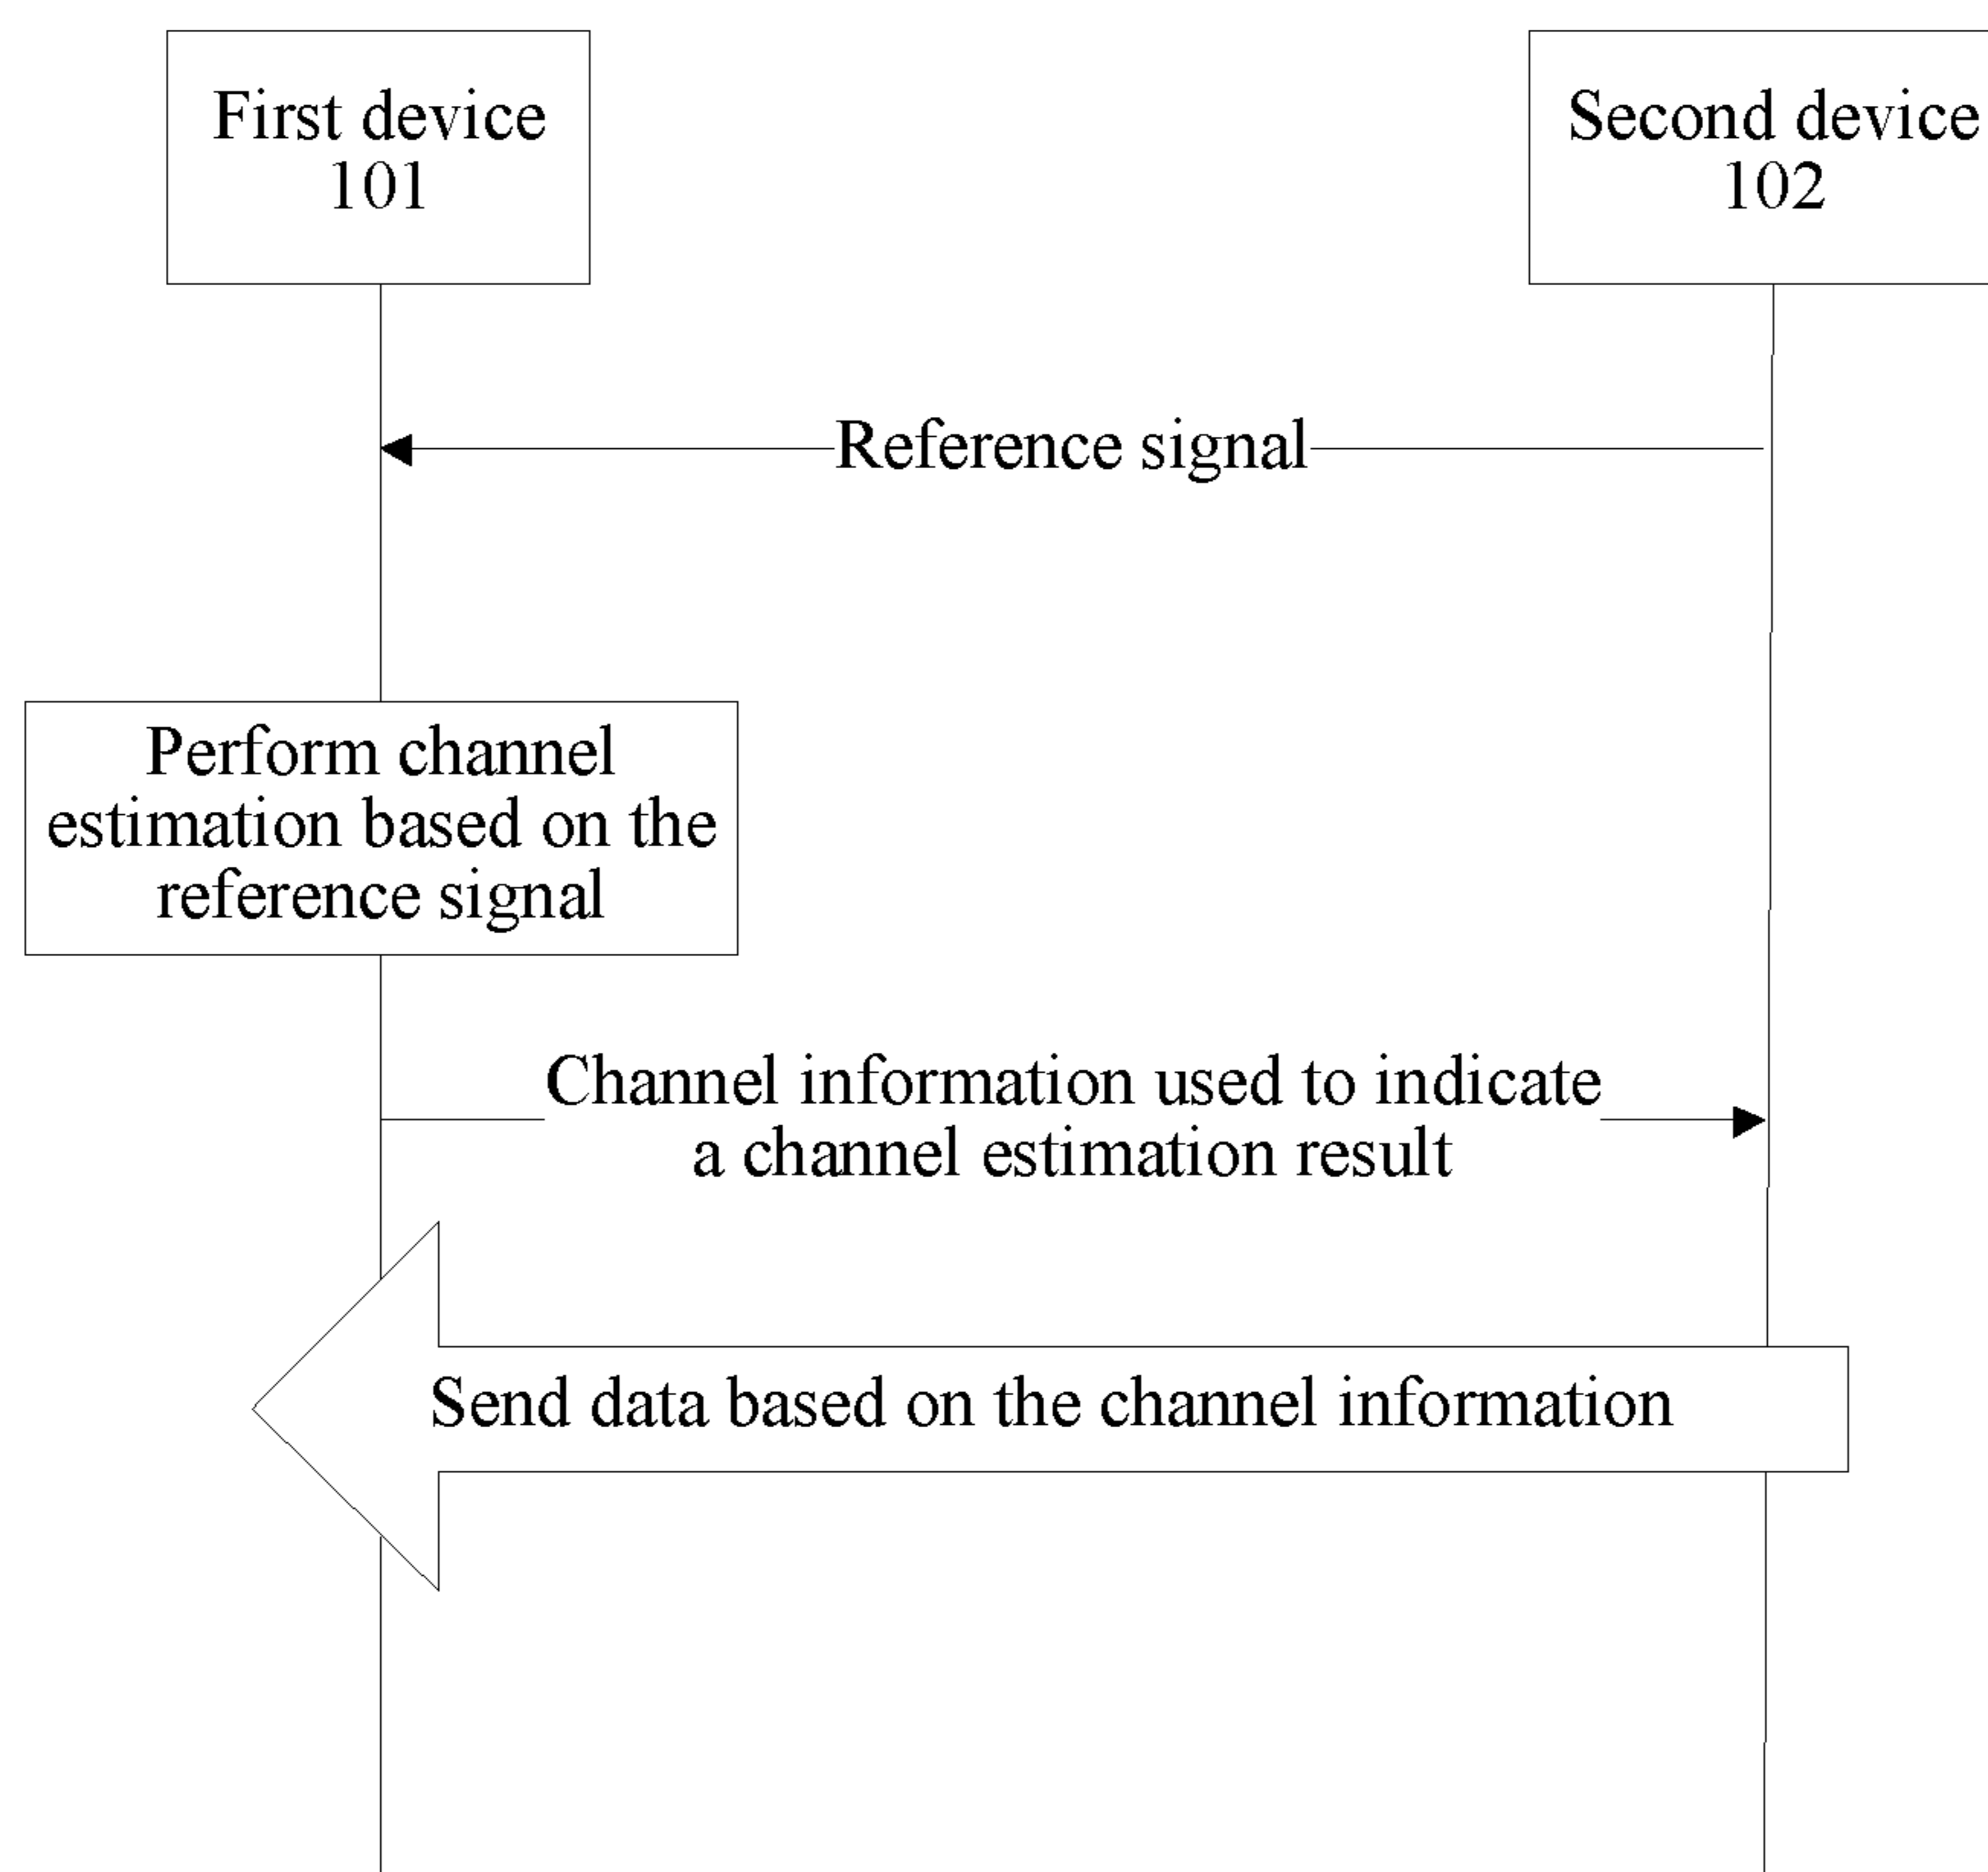 First device
101
Second device
102
Reference signal
Perform channel
estimation based on the
reference signal
Channel information used to indicate
a channel estimation result
Send data based on the channel information